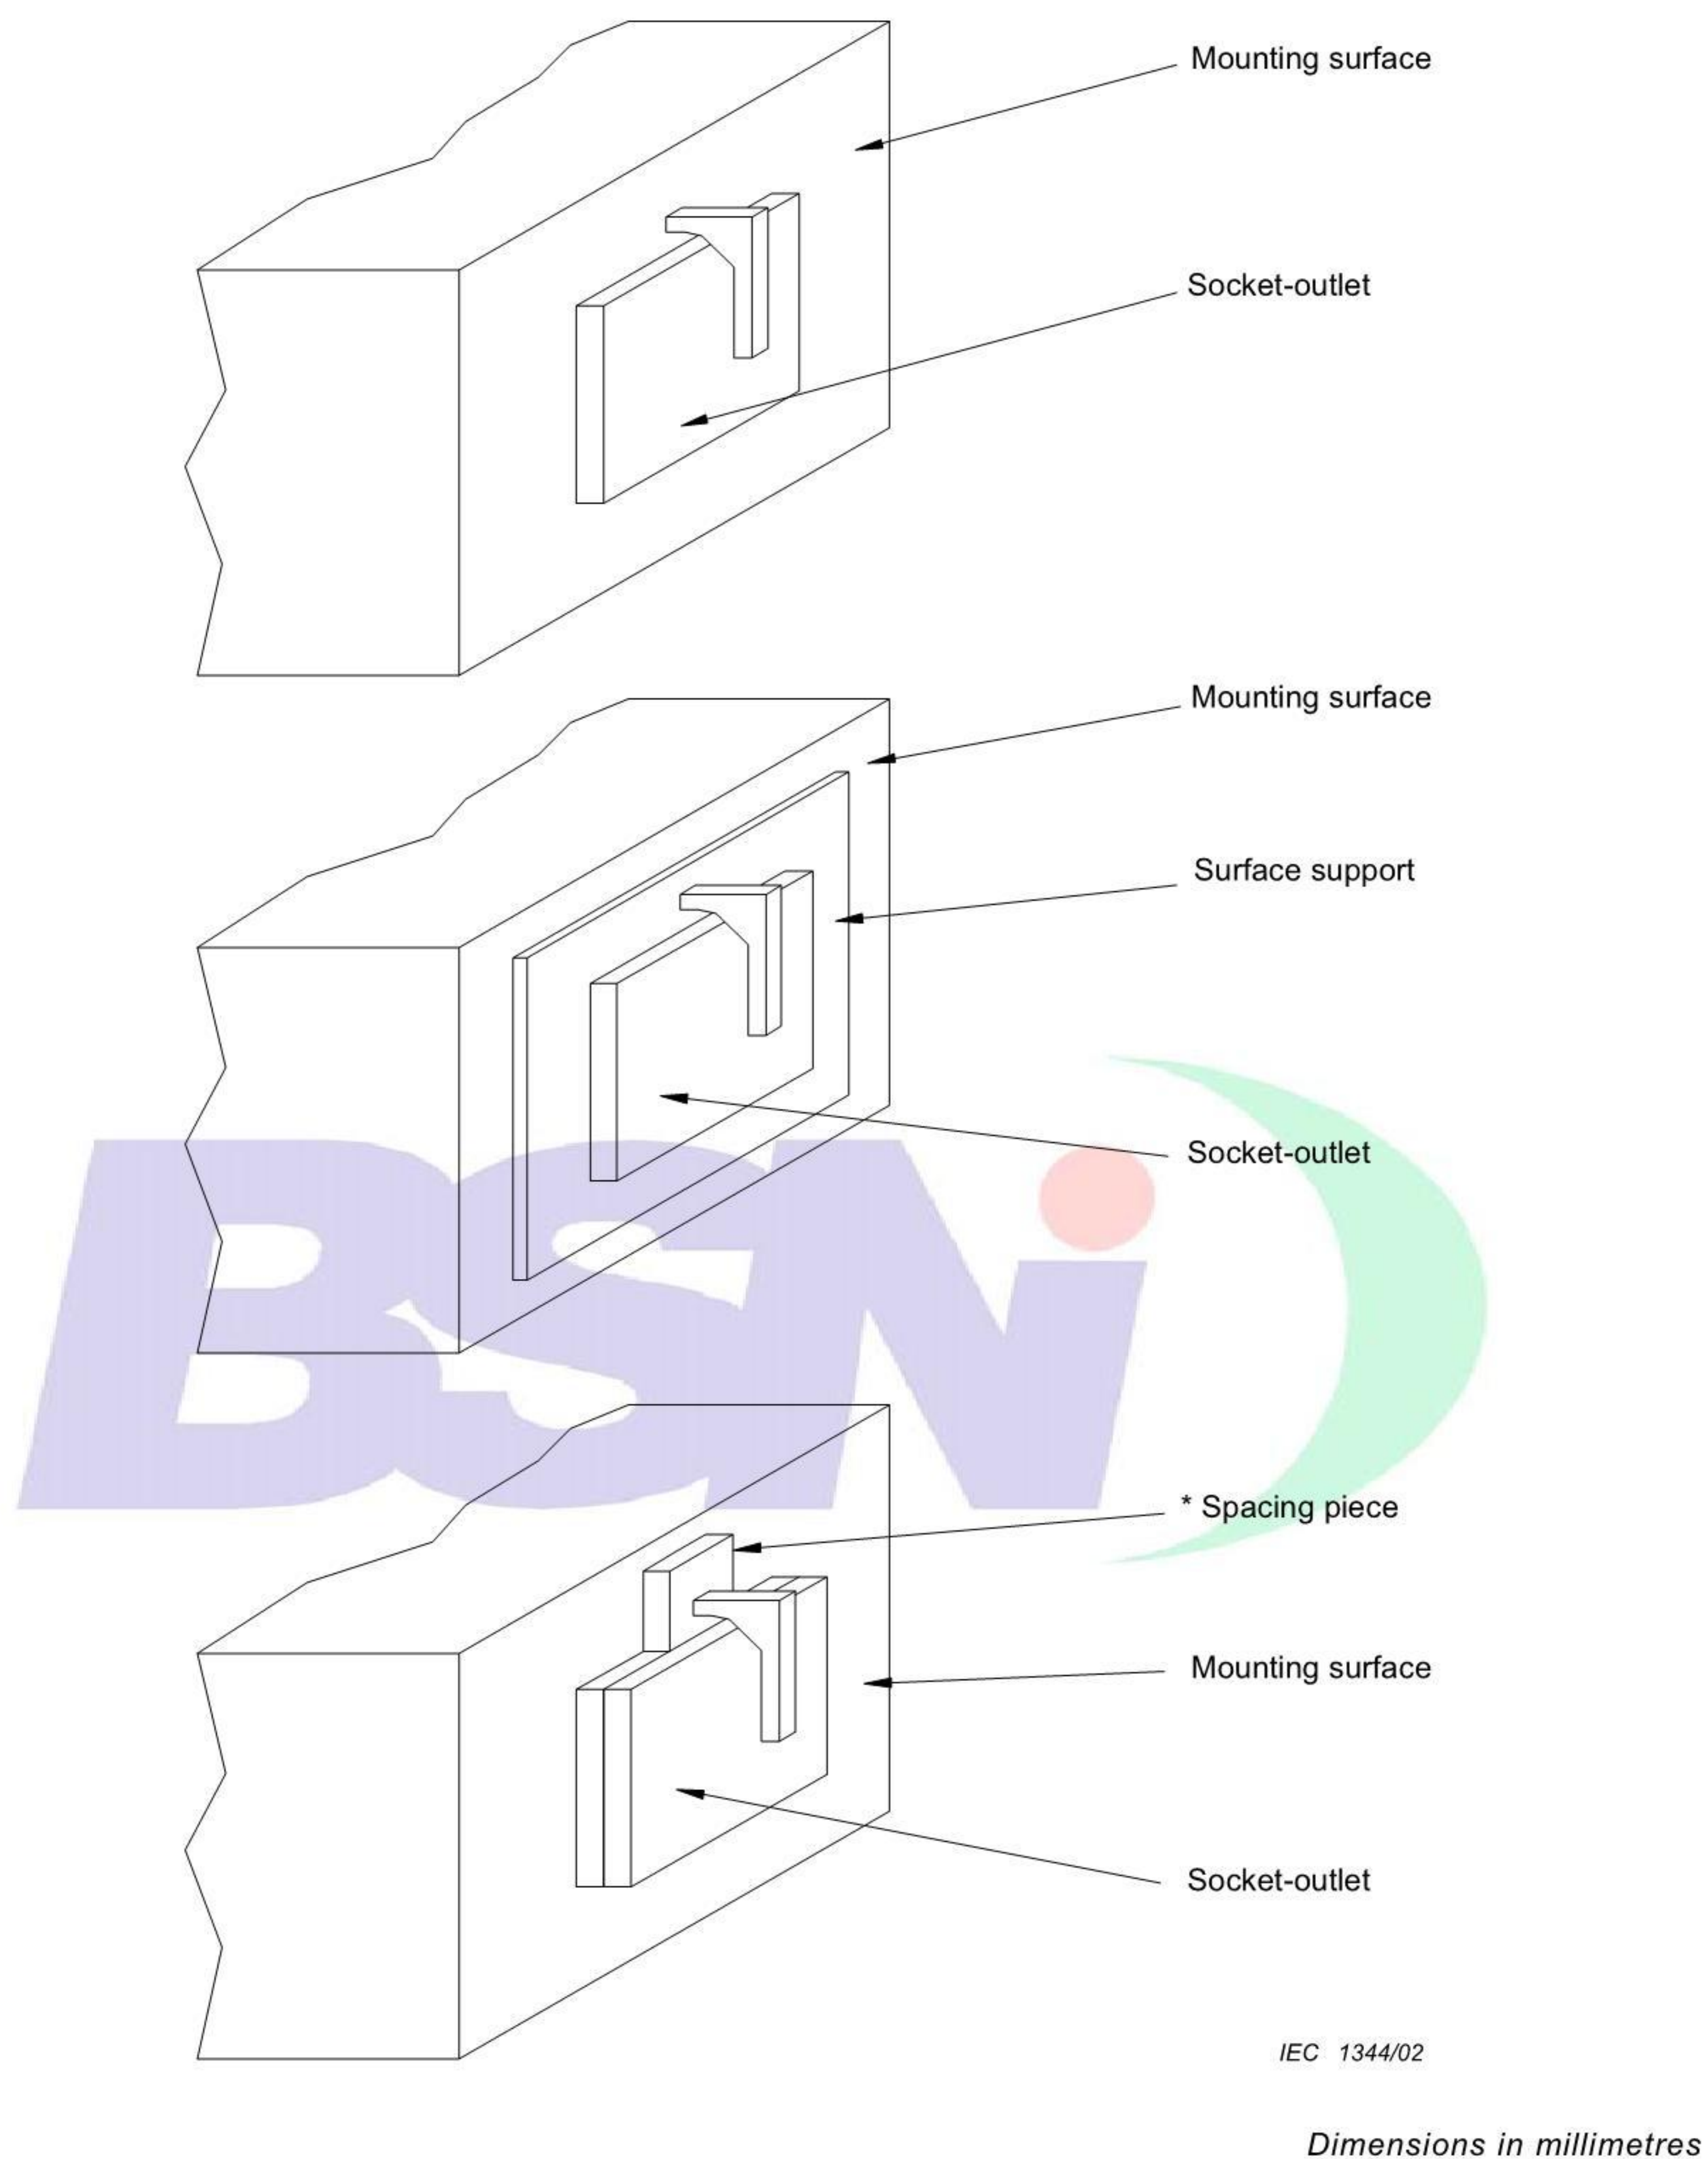 Mounting surface
Socket-outlet
Mounting surface
Surface support
Socket-outlet
BSNi
* Spacing piece
Mounting surface
Socket-outlet
IEC 1344/02
Dimensions in millimetres